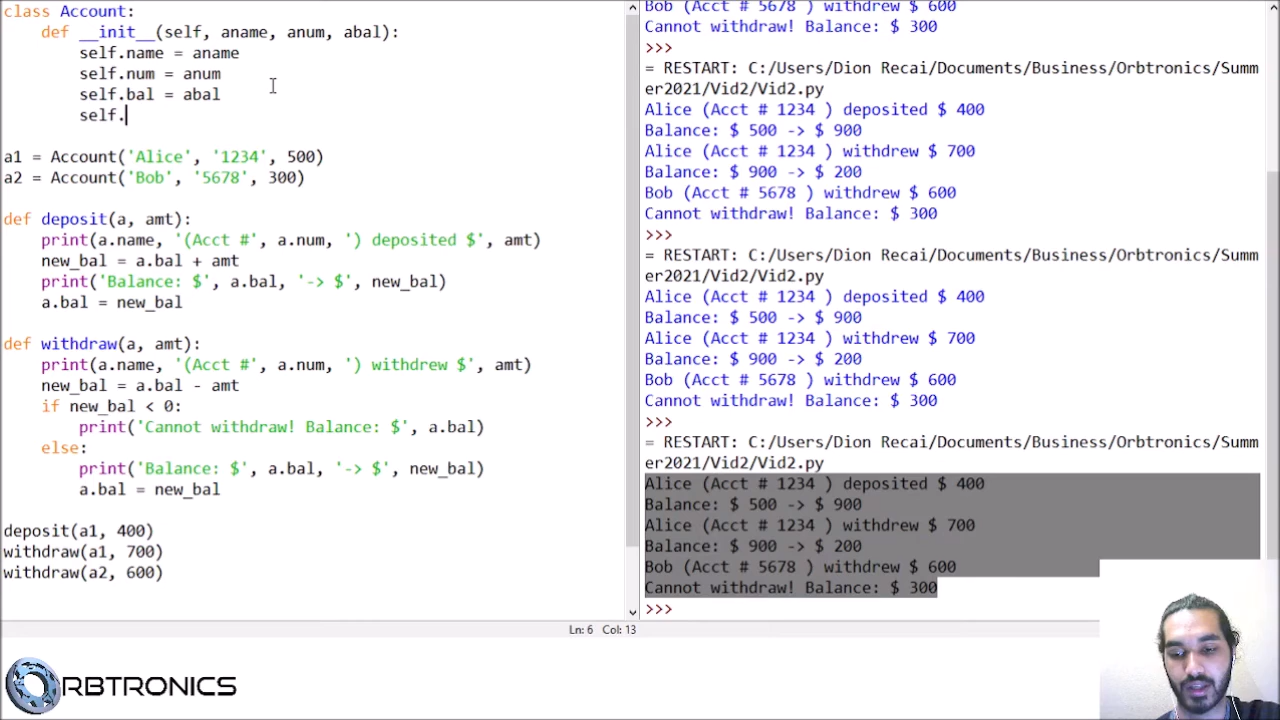 class Account:
    def __init__(self, aname, anum, abal):
        self.name = aname
        self.num = anum
        self.bal = abal
        self.

a1 = Account('Alice', '1234', 500)
a2 = Account('Bob', '5678', 300)

def deposit(a, amt):
    print(a.name, '(Acct #', a.num, ') deposited $', amt)
    new_bal = a.bal + amt
    print('Balance: $', a.bal, '-> $', new_bal)
    a.bal = new_bal

def withdraw(a, amt):
    print(a.name, '(Acct #', a.num, ') withdrew $', amt)
    new_bal = a.bal - amt
    if new_bal < 0:
        print('Cannot withdraw! Balance: $', a.bal)
    else:
        print('Balance: $', a.bal, '-> $', new_bal)
        a.bal = new_bal

deposit(a1, 400)
withdraw(a1, 700)
withdraw(a2, 600)
Bob (Acct # 5678 ) withdrew $ 600
Cannot withdraw! Balance: $ 300
>>>
= RESTART: C:/Users/Dion Recai/Documents/Business/Orbtronics/Summ
er2021/Vid2/Vid2.py
Alice (Acct # 1234 ) deposited $ 400
Balance: $ 500 -> $ 900
Alice (Acct # 1234 ) withdrew $ 700
Balance: $ 900 -> $ 200
Bob (Acct # 5678 ) withdrew $ 600
Cannot withdraw! Balance: $ 300
>>>
= RESTART: C:/Users/Dion Recai/Documents/Business/Orbtronics/Summ
er2021/Vid2/Vid2.py
Alice (Acct # 1234 ) deposited $ 400
Balance: $ 500 -> $ 900
Alice (Acct # 1234 ) withdrew $ 700
Balance: $ 900 -> $ 200
Bob (Acct # 5678 ) withdrew $ 600
Cannot withdraw! Balance: $ 300
>>>
= RESTART: C:/Users/Dion Recai/Documents/Business/Orbtronics/Summ
er2021/Vid2/Vid2.py
Alice (Acct # 1234 ) deposited $ 400
Balance: $ 500 -> $ 900
Alice (Acct # 1234 ) withdrew $ 700
Balance: $ 900 -> $ 200
Bob (Acct # 5678 ) withdrew $ 600
Cannot withdraw! Balance: $ 300
>>>
Ln: 6 Col: 13
ORBTRONICS